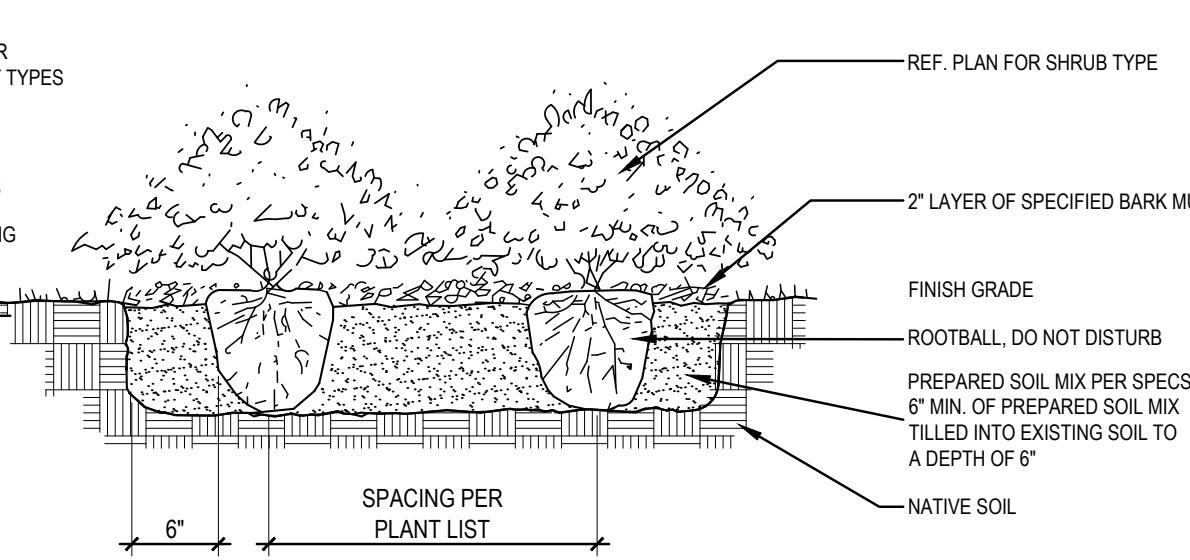 TYPES
REF. PLAN FOR SHRUB TYPE
2" LAYER OF SPECIFIED BARK
FINISH GRADE
ROOTBALL, DO NOT DISTURB
PREPARED SOIL MIX PER SPECS
6" MIN. OF PREPARED SOIL MIX
TILLED INTO EXISTING SOIL TO
A DEPTH OF 6"
NATIVE SOIL
SPACING PER
PLANT LIST
6"